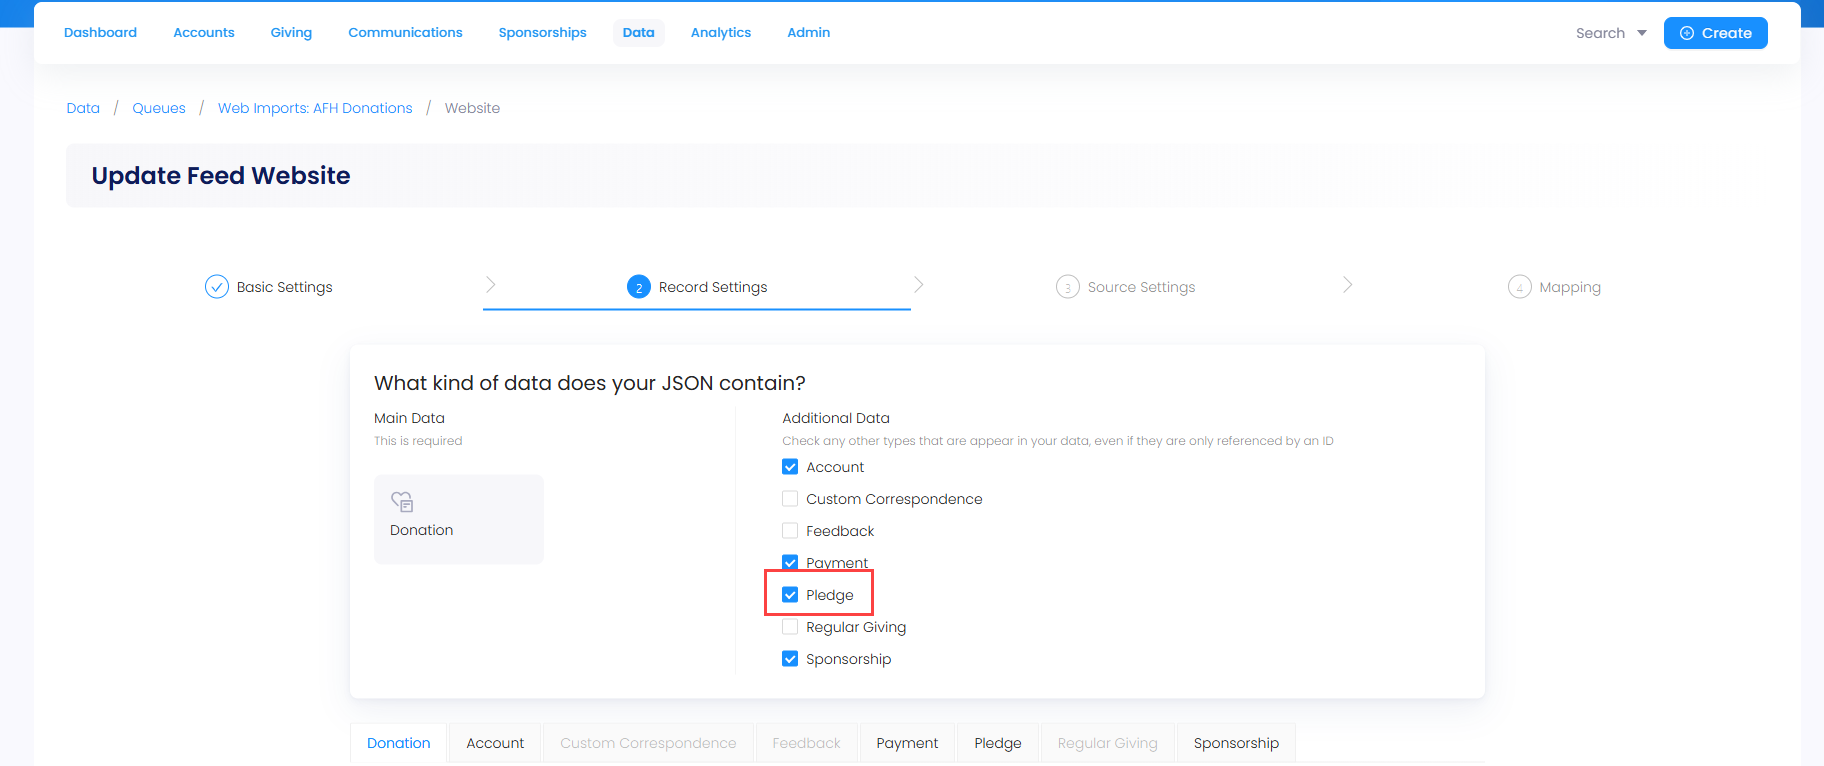 Dashboard Accounts Giving Communications Sponsorships Data Analytics Admin Search Create
Data / Queues / Web Imports: AFH Donations / Website
Update Feed Website
Basic Settings 2 Record Settings 3 Source Settings 4 Mapping
What kind of data does your JSON contain?
Main Data
This is required
Donation
Additional Data
Check any other types that are appear in your data, even if they are only referenced by an ID
Account
Custom Correspondence
Feedback
Payment
Pledge
Regular Giving
Sponsorship
Donation Account Custom Correspondence Feedback Payment Pledge Regular Giving Sponsorship